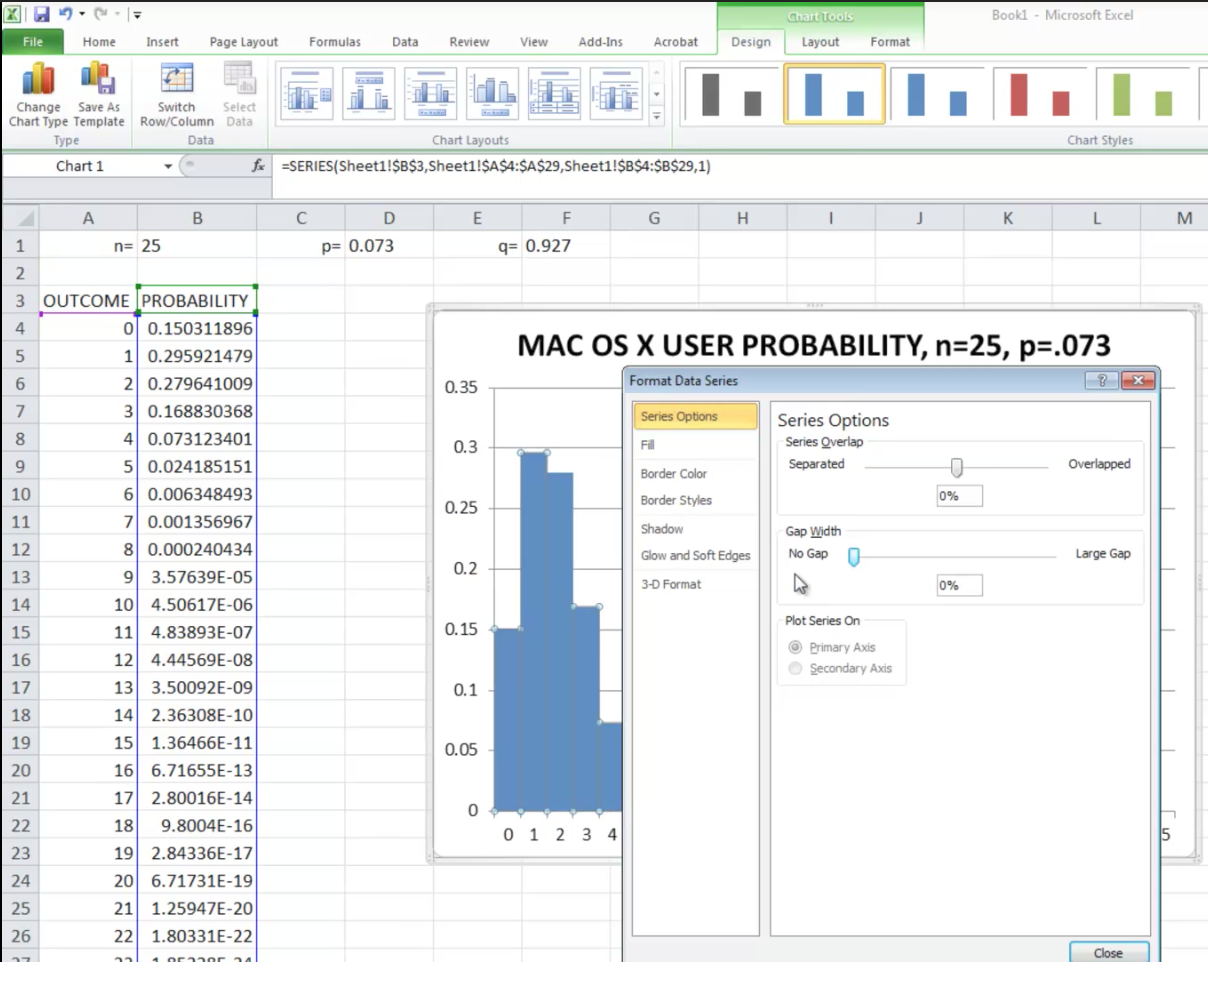 Chart Tools
Book1 - Microsoft Excel
File Home Insert Page Layout Formulas Data Review View Add-Ins Acrobat Design Layout Format
Change Chart Type
Save As Template
Switch Row/Column
Select Data
Type Data Chart Layouts Chart Styles
Chart 1 fx =SERIES(Sheet1!$B$3,Sheet1!$A$4:$A$29,Sheet1!$B$4:$B$29,1)
A B C D E F G H I J K L M
1 n= 25 p= 0.073 q= 0.927
2
3 OUTCOME PROBABILITY
4 0 0.150311896
5 1 0.295921479
6 2 0.279641009
7 3 0.168830368
8 4 0.073123401
9 5 0.024185151
10 6 0.006348493
11 7 0.001356967
12 8 0.000240434
13 9 3.57639E-05
14 10 4.50617E-06
15 11 4.83893E-07
16 12 4.44569E-08
17 13 3.50092E-09
18 14 2.36308E-10
19 15 1.36466E-11
20 16 6.71655E-13
21 17 2.80016E-14
22 18 9.8004E-16
23 19 2.84336E-17
24 20 6.71731E-19
25 21 1.25947E-20
26 22 1.80331E-22
MAC OS X USER PROBABILITY, n=25, p=.073
0.35
0.3
0.25
0.2
0.15
0.1
0.05
0
0 1 2 3 4
5
Format Data Series
?
Series Options
Fill
Border Color
Border Styles
Shadow
Glow and Soft Edges
3-D Format
Series Options
Series Overlap
Separated Overlapped
0%
Gap Width
No Gap Large Gap
0%
Plot Series On
Primary Axis
Secondary Axis
Close